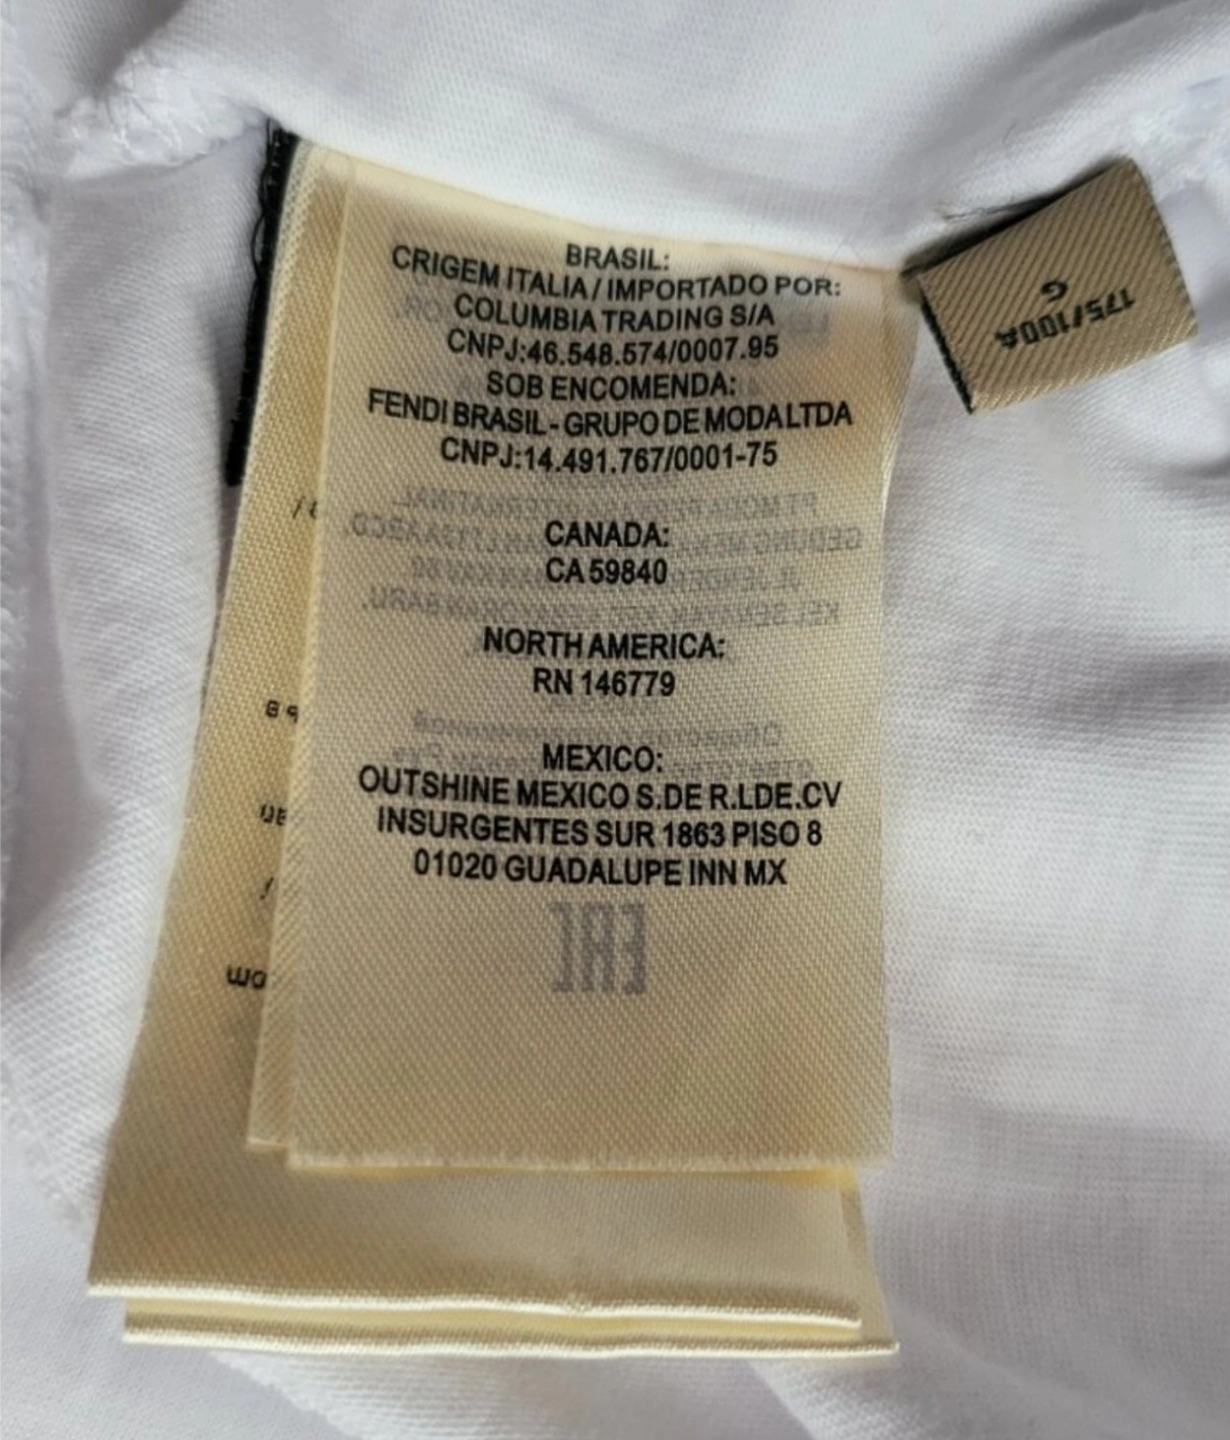 BRASIL:
CRIGEM ITALIA / IMPORTADO POR:
COLUMBIA TRADING S/A
CNPJ:46.548.574/0007.95
SOB ENCOMENDA:
FENDI BRASIL - GRUPO DE MODA LTDA
CNPJ:14.491.767/0001-75
CANADA:
CA 59840
NORTH AMERICA:
RN 146779
MEXICO:
OUTSHINE MEXICO S.DE R.LDE.CV
INSURGENTES SUR 1863 PISO 8
01020 GUADALUPE INN MX
EAC
175/100A
G